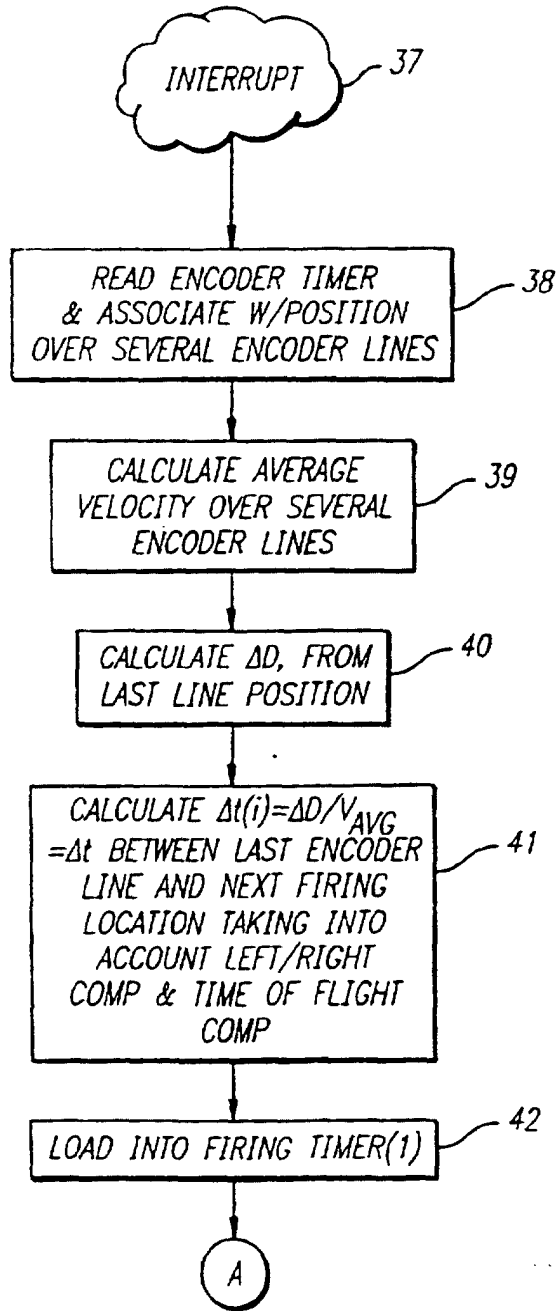 INTERRUPT
37
READ ENCODER TIMER
& ASSOCIATE W/POSITION
OVER SEVERAL ENCODER LINES
38
CALCULATE AVERAGE
VELOCITY OVER SEVERAL
ENCODER LINES
39
CALCULATE ΔD, FROM
LAST LINE POSITION
40
CALCULATE Δt(i)=ΔD/VAVG
=Δt BETWEEN LAST ENCODER
LINE AND NEXT FIRING
LOCATION TAKING INTO
ACCOUNT LEFT/RIGHT
COMP & TIME OF FLIGHT
COMP
41
LOAD INTO FIRING TIMER(1)
42
A